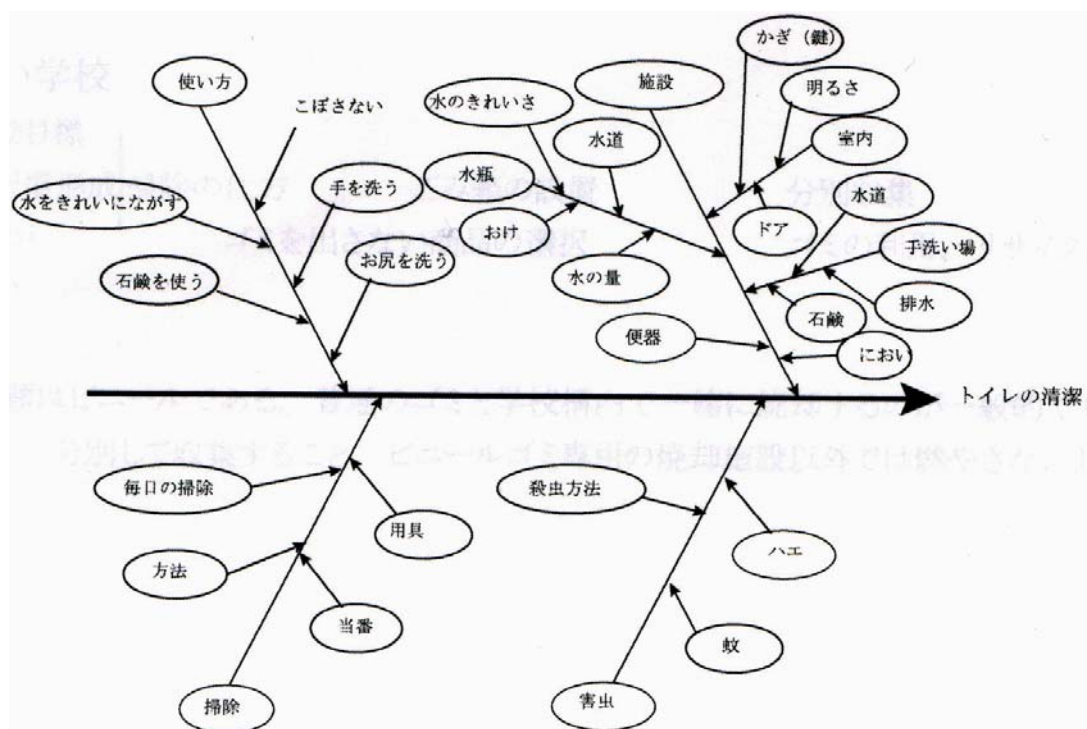 かぎ（鍵）
使い方
施設
明るさ
こぼさない
水のきれいさ
水道
室内
水瓶
手を洗う
水道
水をきれいにながす
おけ
ドア
手洗い場
お尻を洗う
石鹸を使う
水の量
排水
石鹸
便器
におい
トイレの清潔
毎日の掃除
殺虫方法
用具
ハエ
方法
当番
蚊
掃除
害虫